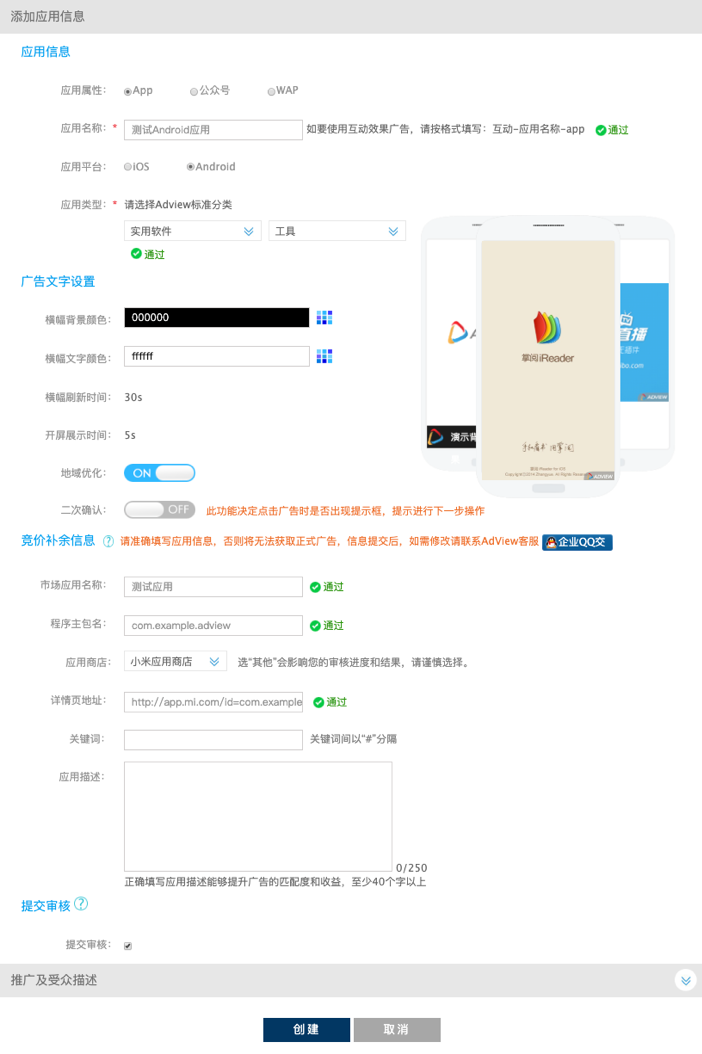 添加应用信息
应用信息
应用属性： App 公众号 WAP
应用名称： * 测试Android应用 如要使用互动效果广告，请按格式填写：互动-应用名称-app 通过
应用平台： iOS Android
应用类型： * 请选择Adview标准分类
实用软件 工具
通过
广告文字设置
横幅背景颜色： 000000
横幅文字颜色： ffffff
横幅刷新时间： 30s
开屏展示时间： 5s
地域优化： ON
二次确认： OFF 此功能决定点击广告时是否出现提示框，提示进行下一步操作
掌阅iReader
直播
ADVIEW
演示背
ADVIEW
竞价补余信息 ? 请准确填写应用信息，否则将无法获取正式广告，信息提交后，如需修改请联系AdView客服 企业QQ交
市场应用名称： 测试应用 通过
程序主包名： com.example.adview 通过
应用商店： 小米应用商店 选“其他”会影响您的审核进度和结果，请谨慎选择。
详情页地址： http://app.mi.com/id=com.example 通过
关键词： 关键词间以“#”分隔
应用描述：
0/250
正确填写应用描述能够提升广告的匹配度和收益，至少40个字以上
提交审核 ?
提交审核：
推广及受众描述
创建 取消